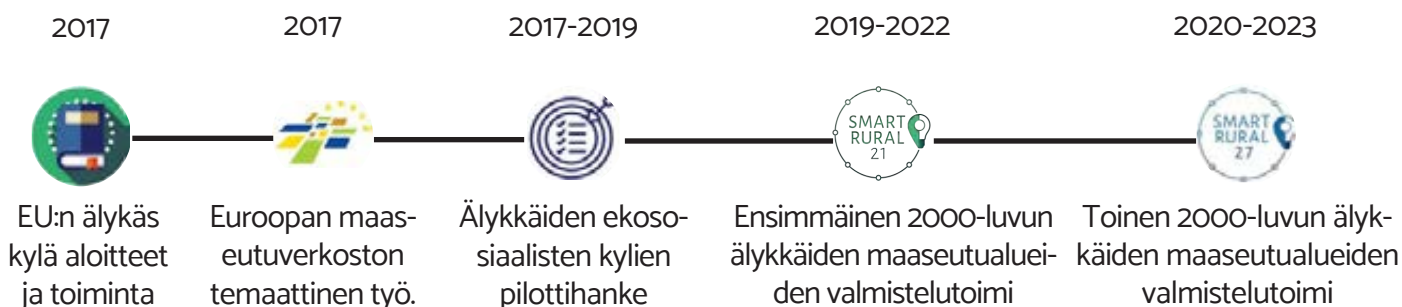 2017
2017
2017-2019
2019-2022
2020-2023
SMART
RURAL
21
SMART
RURAL
27
EU:n älykäs
kylä aloitteet
ja toiminta
Euroopan maas-
eutuverkoston
temaattinen työ.
Älykkäiden ekoso-
siaalisten kylien
pilottihanke
Ensimmäinen 2000-luvun
älykkäiden maaseutualuei-
den valmistelutoimi
Toinen 2000-luvun älyk-
käiden maaseutualueiden
valmistelutoimi